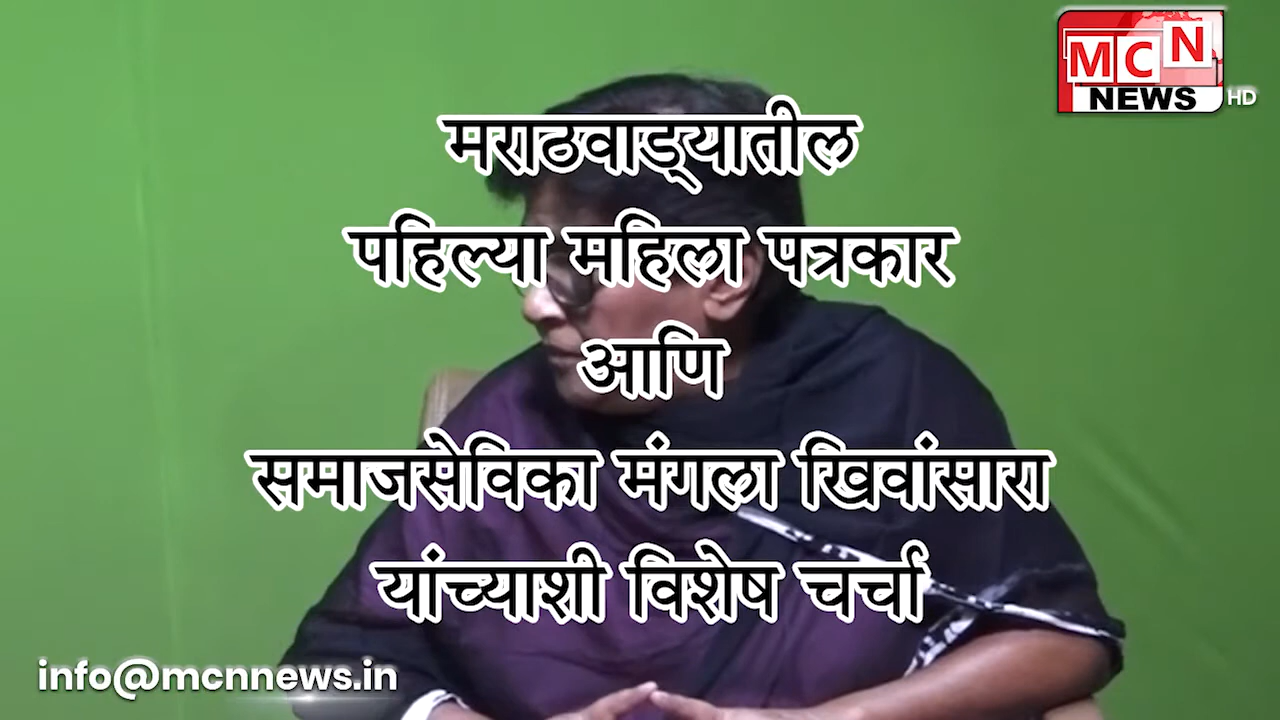 MCN
NEWS HD
मराठवाड्यातील
पहिल्या महिला पत्रकार
आणि
समाजसेविका मंगला खिवांसारा
यांच्याशी विशेष चर्चा
info@mcnnews.in